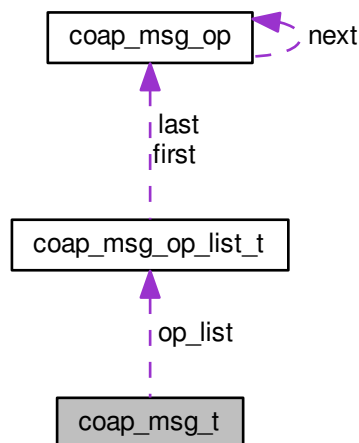 coap_msg_op
next
last
first
coap_msg_op_list_t
op_list
coap_msg_t